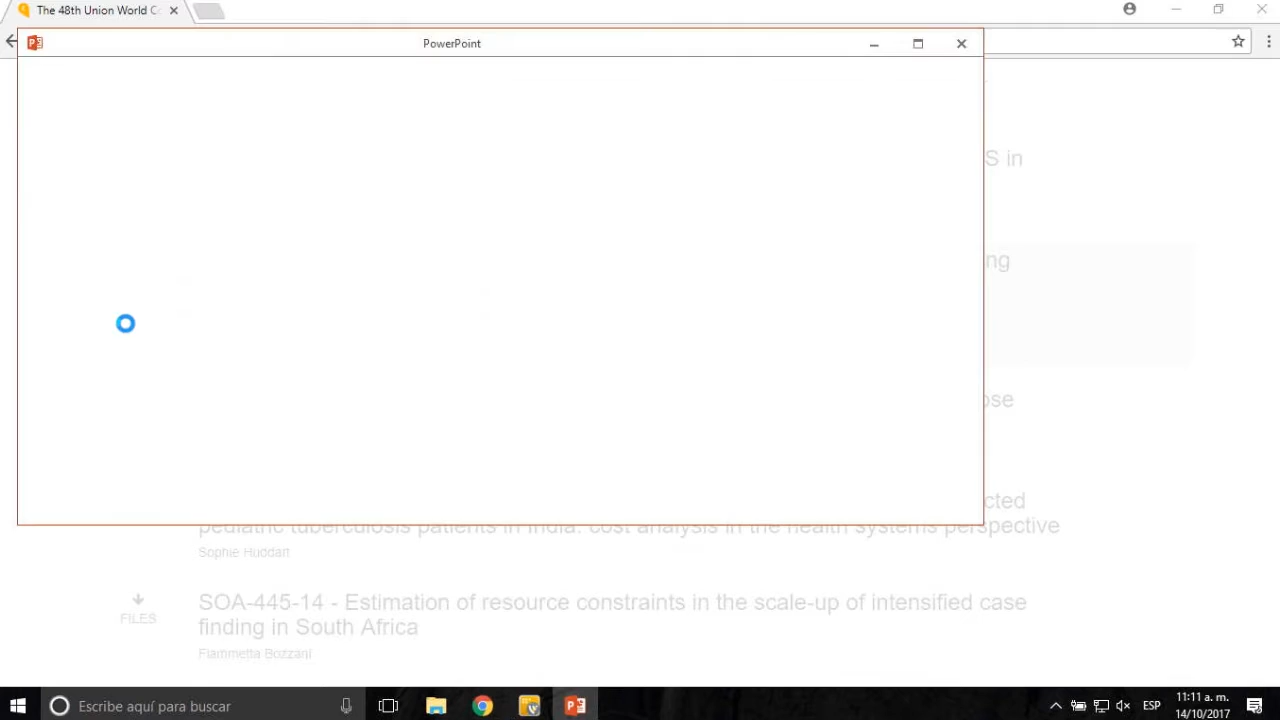 The 48th Union World Co
PowerPoint
S in
ng
ose
cted
pediatric tuberculosis patients in India: cost analysis in the health systems perspective
Sophie Huddart
SOA-445-14 - Estimation of resource constraints in the scale-up of intensified case
FILES
finding in South Africa
Fiammetta Bozzani
Escribe aquí para buscar
ESP
11:11 a. m.
14/10/2017